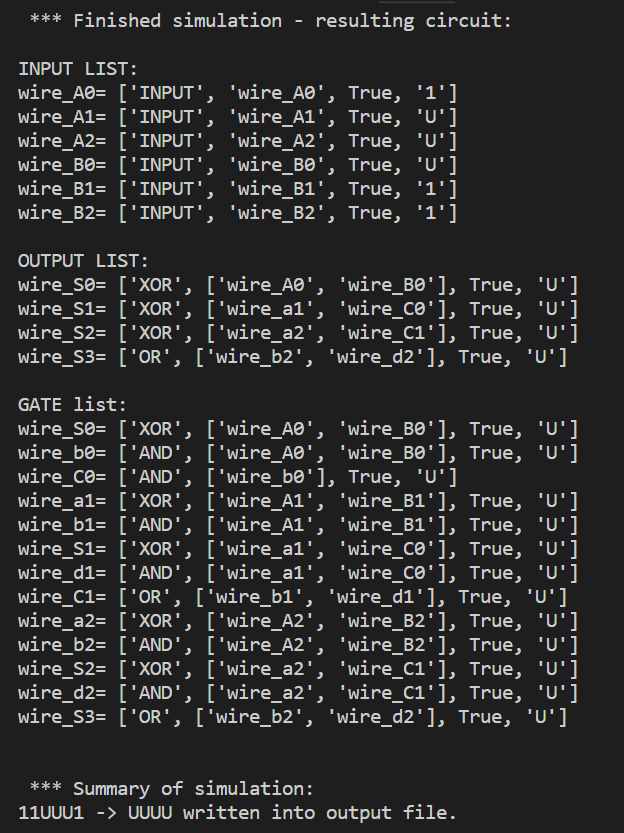 *** Finished simulation - resulting circuit:
INPUT LIST:
wire_A0= ['INPUT', 'wire_A0', True, '1']
wire_A1= ['INPUT', 'wire_A1', True, 'U']
wire_A2= ['INPUT', 'wire_A2', True, 'U']
wire_B0= ['INPUT', 'wire_B0', True, 'U']
wire_B1= ['INPUT', 'wire_B1', True, '1']
wire_B2= ['INPUT', 'wire_B2', True, '1']
OUTPUT LIST:
wire_S0= ['XOR', ['wire_A0', 'wire_B0'], True, 'U']
wire_S1= ['XOR', ['wire_a1', 'wire_C0'], True, 'U']
wire_S2= ['XOR', ['wire_a2', 'wire_C1'], True, 'U']
wire_S3= ['OR', ['wire_b2', 'wire_d2'], True, 'U']
GATE list:
wire_S0= ['XOR', ['wire_A0', 'wire_B0'], True, 'U']
wire_b0= ['AND', ['wire_A0', 'wire_B0'], True, 'U']
wire_C0= ['AND', ['wire_b0'], True, 'U']
wire_a1= ['XOR', ['wire_A1', 'wire_B1'], True, 'U']
wire_b1= ['AND', ['wire_A1', 'wire_B1'], True, 'U']
wire_S1= ['XOR', ['wire_a1', 'wire_C0'], True, 'U']
wire_d1= ['AND', ['wire_a1', 'wire_C0'], True, 'U']
wire_C1= ['OR', ['wire_b1', 'wire_d1'], True, 'U']
wire_a2= ['XOR', ['wire_A2', 'wire_B2'], True, 'U']
wire_b2= ['AND', ['wire_A2', 'wire_B2'], True, 'U']
wire_S2= ['XOR', ['wire_a2', 'wire_C1'], True, 'U']
wire_d2= ['AND', ['wire_a2', 'wire_C1'], True, 'U']
wire_S3= ['OR', ['wire_b2', 'wire_d2'], True, 'U']
*** Summary of simulation:
11UUU1 -> UUUU written into output file.